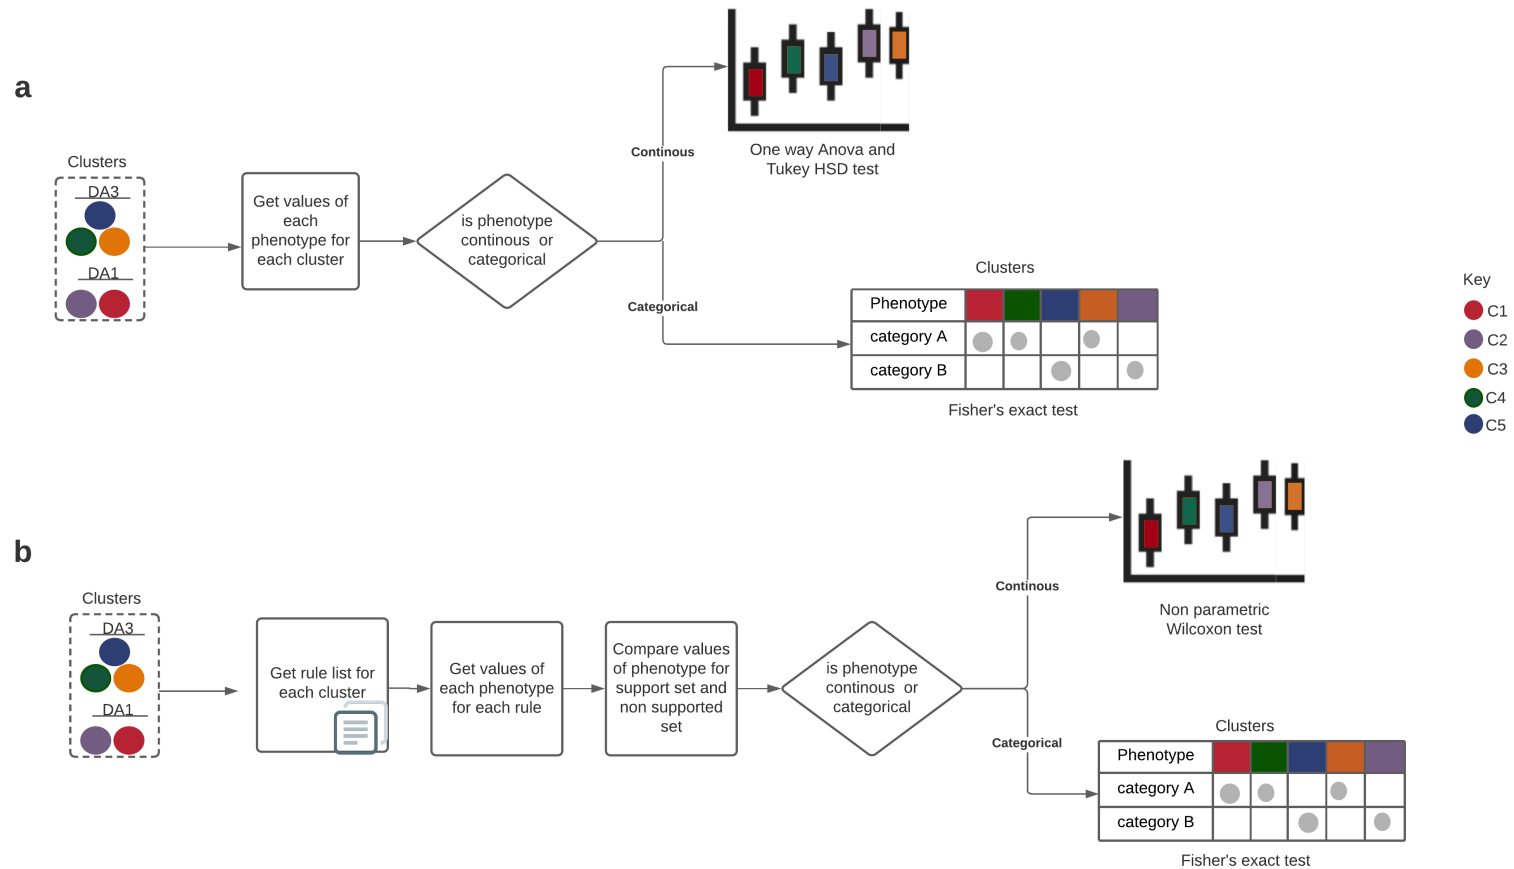 a
Clusters
DA3
DA1
Get values of
each
phenotype for
each cluster
is phenotype
continous or
categorical
Continous
Categorical
One way Anova and
Tukey HSD test
Clusters
Phenotype
category A
category B
Fisher's exact test
Key
C1
C2
C3
C4
C5
b
Clusters
DA3
DA1
Get rule list for
each cluster
Get values of
each phenotype
for each rule
Compare values
of phenotype for
support set and
non supported
set
is phenotype
continous or
categorical
Continous
Categorical
Non parametric
Wilcoxon test
Clusters
Phenotype
category A
category B
Fisher's exact test